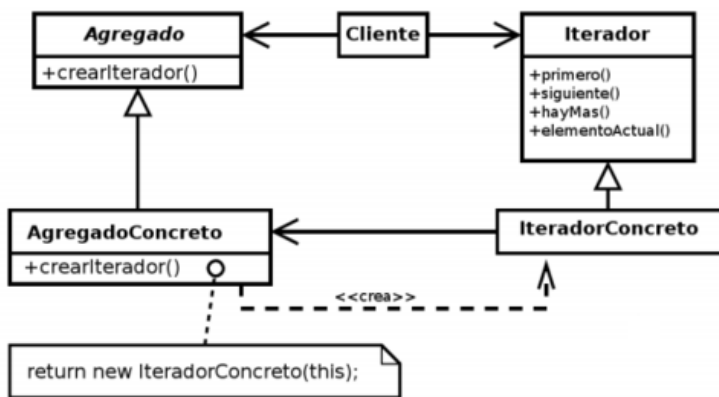 Agregado
+crearIterador()
Cliente
Iterador
+primero()
+siguiente()
+hayMas()
+elementoActual()
AgregadoConcreto
+crearIterador()
IteradorConcreto
<<crea>>
return new IteradorConcreto(this);